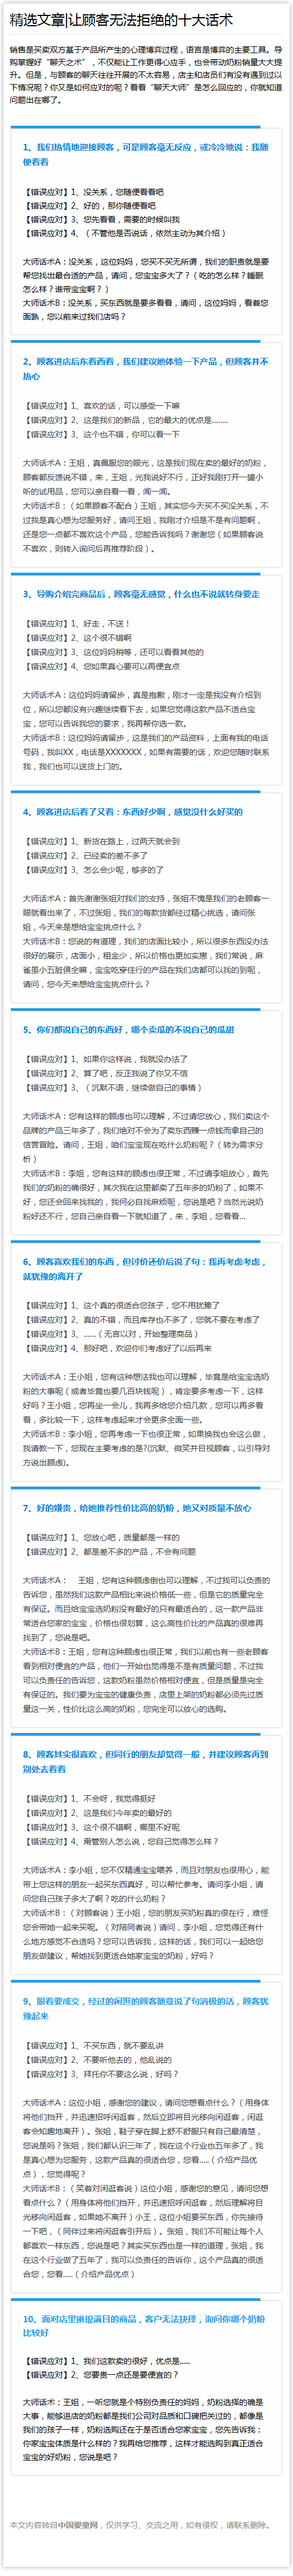 精选文章|让顾客无法拒绝的十大话术
销售是买卖双方基于产品所产生的心理博弈过程，语言是博弈的主要工具。导
购掌握好“聊天之术”，不仅能让工作更得心应手，也会带动奶粉销量大大提
升。但是，与顾客的聊天往往开展的不太容易，店主和店员们有没有遇到过以
下情况呢？你又是如何应对的呢？看看“聊天大师”是怎么回应的，你就知道
问题出在哪了。
1、我们热情地迎接顾客，可是顾客毫无反应，或冷冷地说：我随
便看看
【错误应对】1、没关系，您随便看看吧
【错误应对】2、好的，那你随便看吧
【错误应对】3、您先看看，需要的时候叫我
【错误应对】4、（不管他是否说话，依然主动为其介绍）
大师话术A：没关系，这位妈妈，您买不买无所谓，我们的职责就是要
帮您找出最合适的产品，请问，您宝宝多大了？（吃的怎么样？睡眠
怎么样？谁带宝宝啊？）
大师话术B：没关系，买东西就是要多看看，请问，这位妈妈，看着您
面熟，您以前来过我们店吗？
2、顾客进店后东看西看，我们建议她体验一下产品，但顾客并不
热心
【错误应对】1、喜欢的话，可以感受一下嘛
【错误应对】2、这是我们的新品，它的最大的优点是……..
【错误应对】3、这个也不错，你可以看一下
大师话术A：王姐，真佩服您的眼光，这是我们现在卖的最好的奶粉，
顾客都反馈说不错，来，王姐，光我说好不行，正好我刚打开一罐小
听的试用品，您可以亲自看一看，闻一闻。
大师话术B：（如果顾客不配合）王姐，其实您今天买不买没关系，不
过我是真心想为您服务好，请问王姐，我刚才介绍是不是有问题啊，
还是您一点都不喜欢这个产品，您能告诉我吗？谢谢您（如果顾客说
不喜欢，则转入询问后再推荐阶段）。
3、导购介绍完商品后，顾客毫无感觉，什么也不说就转身要走
【错误应对】1、好走，不送！
【错误应对】2、这个很不错啊
【错误应对】3、这位妈妈稍等，还可以看看其他的
【错误应对】4、您如果真心要可以再便宜点
大师话术A：这位妈妈请留步，真是抱歉，刚才一定是我没有介绍到
位，所以您都没有兴趣继续看下去，如果您觉得这款产品不适合宝
宝，您可以告诉我您的要求，我再帮你选一款。
大师话术B：这位妈妈请留步，这是我们的产品资料，上面有我的电话
号码，我叫XX，电话是XXXXXXX，如果有需要的话，欢迎您随时联系
我，我们也可以送货上门的。
4、顾客进店后看了又看：东西好少啊，感觉没什么好买的
【错误应对】1、新货在路上，过两天就会到
【错误应对】2、已经卖的差不多了
【错误应对】3、怎么会少呢，够多的了
大师话术A：首先谢谢张姐对我们的支持，张姐不愧是我们的老顾客一
眼就看出来了，不过张姐，我们的每款货都经过精心挑选，请问张
姐，今天来是想给宝宝挑点什么？
大师话术B：您说的有道理，我们的店面比较小，所以很多东西没办法
很好的展示，店面小，租金少，所以价格也更加实惠，我们常说，麻
雀虽小五脏俱全嘛，宝宝吃穿住行的产品在我们店都可以找的到呢，
请问，您今天想给宝宝挑点什么？
5、你们都说自己的东西好，哪个卖瓜的不说自己的瓜甜
【错误应对】1、如果你这样说，我就没办法了
【错误应对】2、算了吧，反正我说了你又不信
【错误应对】3、（沉默不语，继续做自己的事情）
大师话术A：您有这样的顾虑也可以理解，不过请您放心，我们卖这个
品牌的产品三年多了，我们绝对不会为了卖东西赚一点钱而拿自己的
信誉冒险。请问，王姐，咱们宝宝现在吃什么奶粉呢？（转为需求分
析）
大师话术B：李姐，您有这样的顾虑也很正常，不过请李姐放心，首先
我们的奶粉的确很好，其次我在这里都卖了五年多的奶粉了，如果不
好，您还会回来找我的，我何必自找麻烦呢，您说是吧？当然光说奶
粉好还不行，您自己亲自看一下就知道了，来，李姐，您看看...
6、顾客喜欢我们的东西，但讨价还价后说了句：我再考虑考虑，
就犹豫的离开了
【错误应对】1、这个真的很适合您孩子，您不用犹豫了
【错误应对】2、真的不错，而且库存也不多了，您就不要在考虑了
【错误应对】3、……（无言以对，开始整理商品）
【错误应对】4、那好吧，欢迎你们考虑好了以后再来
大师话术A：王小姐，您有这种想法我也可以理解，毕竟是给宝宝选奶
粉的大事呢（或者毕竟也要几百块钱呢），肯定要多考虑一下，这样
好吗？王小姐，您再坐一会儿，我再多给您介绍几款，您可以再多看
看，多比较一下，这样考虑起来才会更多全面一些。
大师话术B：李小姐，您再考虑一下也很正常，如果换我也会这么做，
我请教一下，您现在主要考虑的是?(沉默、微笑并目视顾客，以引导对
方说出顾虑)。
7、好的嫌贵，给她推荐性价比高的奶粉，她又对质量不放心
【错误应对】1、您放心吧，质量都是一样的
【错误应对】2、都是差不多的产品，不会有问题
大师话术A：　王姐，您有这种顾虑倒也可以理解，不过我可以负责的
告诉您，虽然我们这款产品相比来说价格低一些，但是它的质量完全
有保证。而且给宝宝选奶粉没有最好的只有最适合的，这一款产品非
常适合您家的宝宝，价格也很划算，这么高性价比的产品真的很难再
找到了，您说是吧。
大师话术B：王姐，您有这种顾虑也很正常，我们以前也有一些老顾客
看到相对便宜的产品，他们一开始也觉得是不是有质量问题，不过我
可以负责任的告诉您，这款奶粉虽然价格相对便宜，但是质量是完全
有保证的。我们要为宝宝的健康负责，店里上架的奶粉都必须先过质
量这一关，性价比这么高的奶粉，您完全可以放心的选购。
8、顾客其实很喜欢，但同行的朋友却觉得一般，并建议顾客再到
别处去看看
【错误应对】1、不会呀，我觉得挺好
【错误应对】2、这是我们今年卖的最好的
【错误应对】3、这个很不错啊，哪里不好呢
【错误应对】4、甭管别人怎么说，您自己觉得怎么样？
大师话术A：李小姐，您不仅精通宝宝喂养，而且对朋友也很用心，能
带上您这样的朋友一起买东西真好，可以帮忙参考。请问李小姐，请
问您自己孩子多大了啊？吃的什么奶粉？
大师话术B：（对顾客说）王小姐，您的朋友买奶粉真的很在行，难怪
您会带她一起来买呢。（对陪同者说）请问，李小姐，您觉得还有什
么地方感觉不合适吗？您可以告诉我，这样的话，我们可以一起给您
朋友做建议，帮她找到更适合她家宝宝的奶粉，好吗？
9、眼看要成交，经过的闲逛的顾客随意说了句消极的话，顾客犹
豫起来
【错误应对】1、不买东西，就不要乱讲
【错误应对】2、不要听他去的，他乱说的
【错误应对】3、拜托你不要这么说，好吗？
大师话术A：这位小姐，感谢您的建议，请问您想看点什么？（用身体
将他们挡开，并迅速招呼闲逛客，然后立即将目光移向闲逛客，闲逛
客会知趣地离开）。张姐，鞋子穿在脚上舒不舒服只有自己最清楚，
您说是吗？张姐，我们都认识三年了，我在这个行业也五年多了，我
是真心想为您服务，这款产品真的很适合您，您看.....（介绍产品优
点），您觉得呢？
大师话术B：（笑着对闲逛客说）这位小姐，感谢您的意见，请问您想
看点什么？（用身体将他们挡开，并迅速招呼闲逛客，然后理解将目
光移向闲逛客，如果她不离开）小王，这位小姐要买东西，你先接待
一下吧，（同伴过来将闲逛客引开后）。张姐，我们不可能让每个人
都喜欢一样东西，您说是吧？其实买东西也是一样的道理，张姐，我
在这个行业做了五年了，我可以负责任的告诉你，这个产品真的很适
合您，您看.....（介绍产品优点）
10、面对店里琳琅满目的商品，客户无法抉择，询问你哪个奶粉
比较好
【错误应对】1、我们这款卖的很好，优点是.....
【错误应对】2、您要贵一点还是要便宜的？
大师话术：王姐，一听您就是个特别负责任的妈妈，奶粉选择的确是
大事，能够进店的奶粉都是我们公司对品质和口碑把关过的，都像是
我们的孩子一样，奶粉选购还在于是否适合您家宝宝，您先告诉我：
你家宝宝体质是什么样的？我再给您推荐，这样才能选购到真正适合
宝宝的好奶粉，您说是吧？
本文内容转自中国婴童网，仅供学习、交流之用，如有侵权，请联系删除。